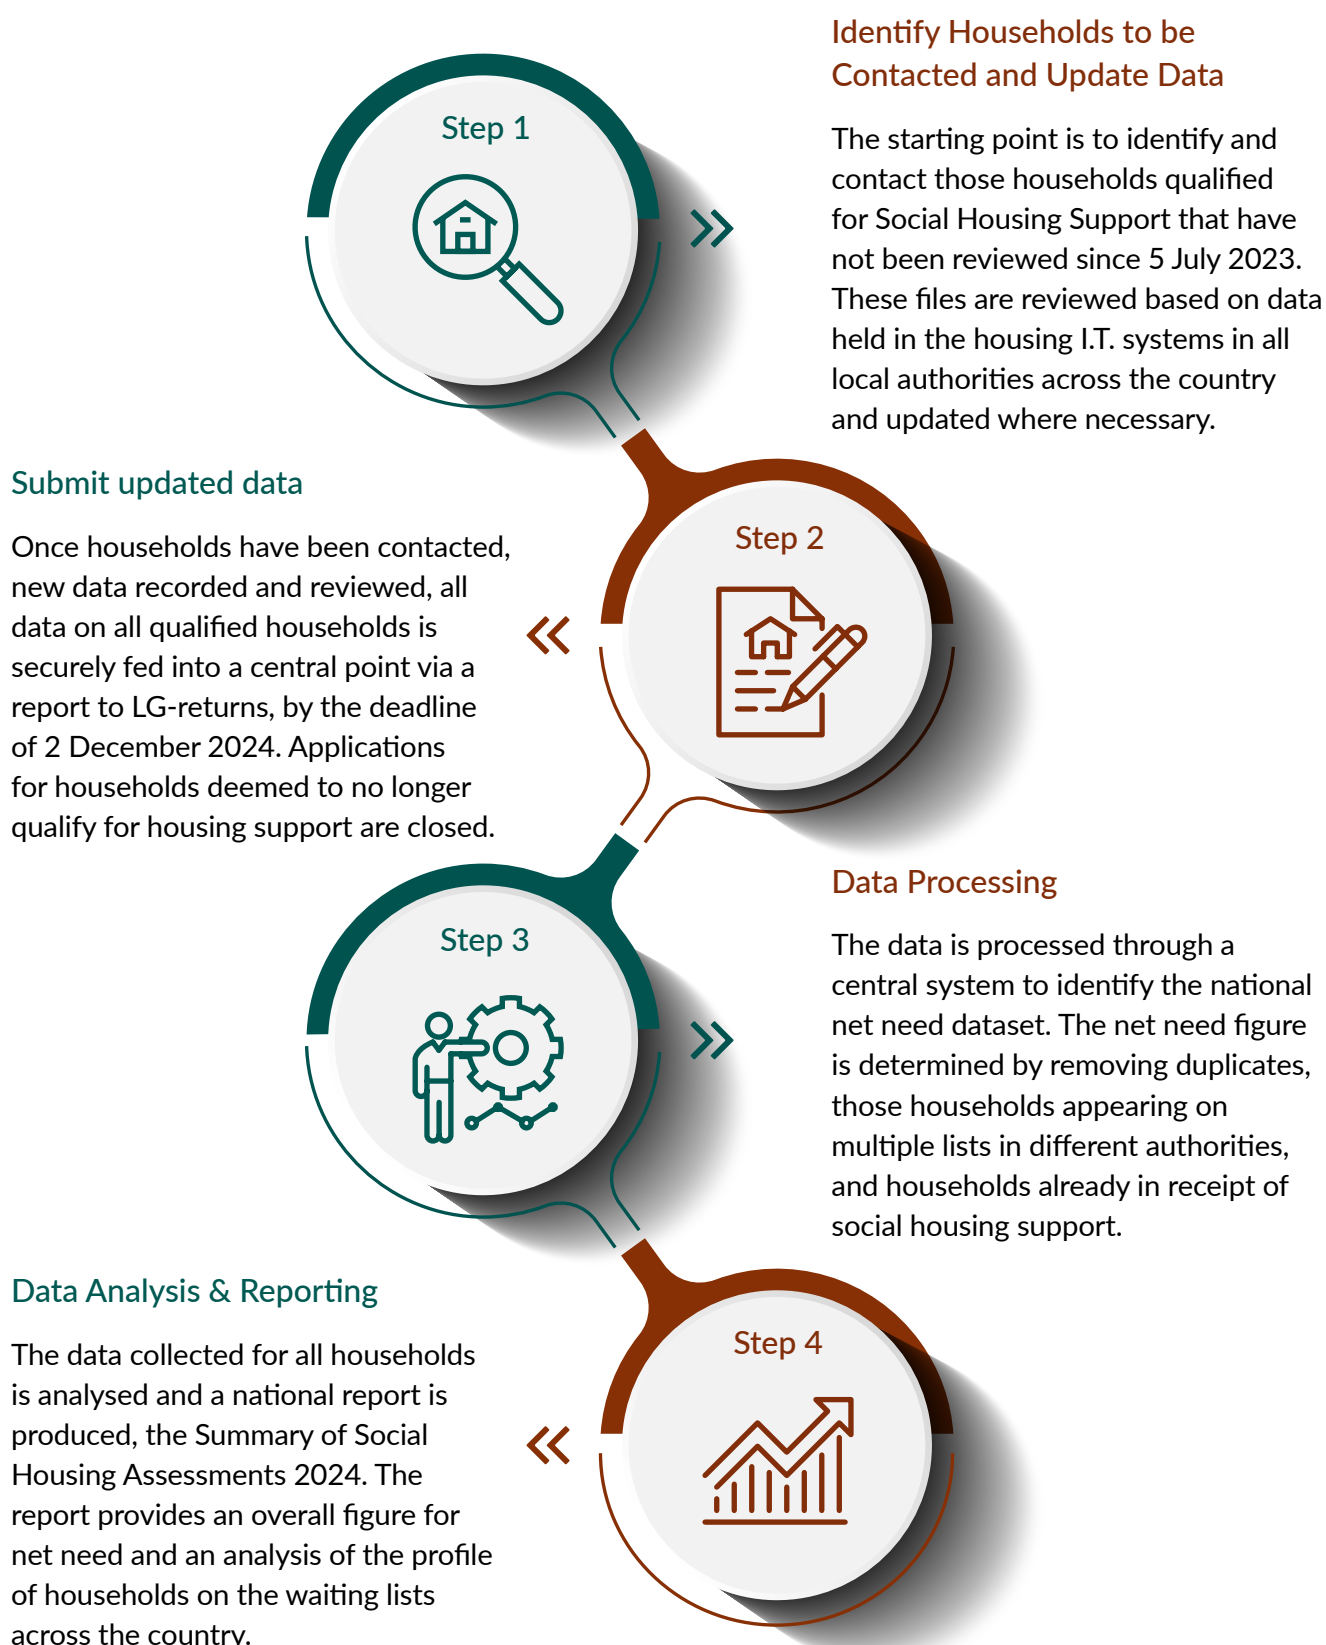 Step 1
Identify Households to be
Contacted and Update Data
The starting point is to identify and
contact those households qualified
for Social Housing Support that have
not been reviewed since 5 July 2023.
These files are reviewed based on data
held in the housing I.T. systems in all
local authorities across the country
and updated where necessary.
Step 2
Submit updated data
Once households have been contacted,
new data recorded and reviewed, all
data on all qualified households is
securely fed into a central point via a
report to LG-returns, by the deadline
of 2 December 2024. Applications
for households deemed to no longer
qualify for housing support are closed.
Step 3
Data Processing
The data is processed through a
central system to identify the national
net need dataset. The net need figure
is determined by removing duplicates,
those households appearing on
multiple lists in different authorities,
and households already in receipt of
social housing support.
Step 4
Data Analysis & Reporting
The data collected for all households
is analysed and a national report is
produced, the Summary of Social
Housing Assessments 2024. The
report provides an overall figure for
net need and an analysis of the profile
of households on the waiting lists
across the country.